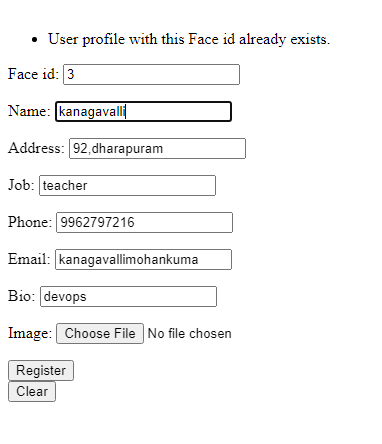 User profile with this Face id already exists.
Face id: 3
Name: kanagavalli
Address: 92,dharapuram
Job: teacher
Phone: 9962797216
Email: kanagavallimohankuma
Bio: devops
Image: Choose File No file chosen
Register
Clear